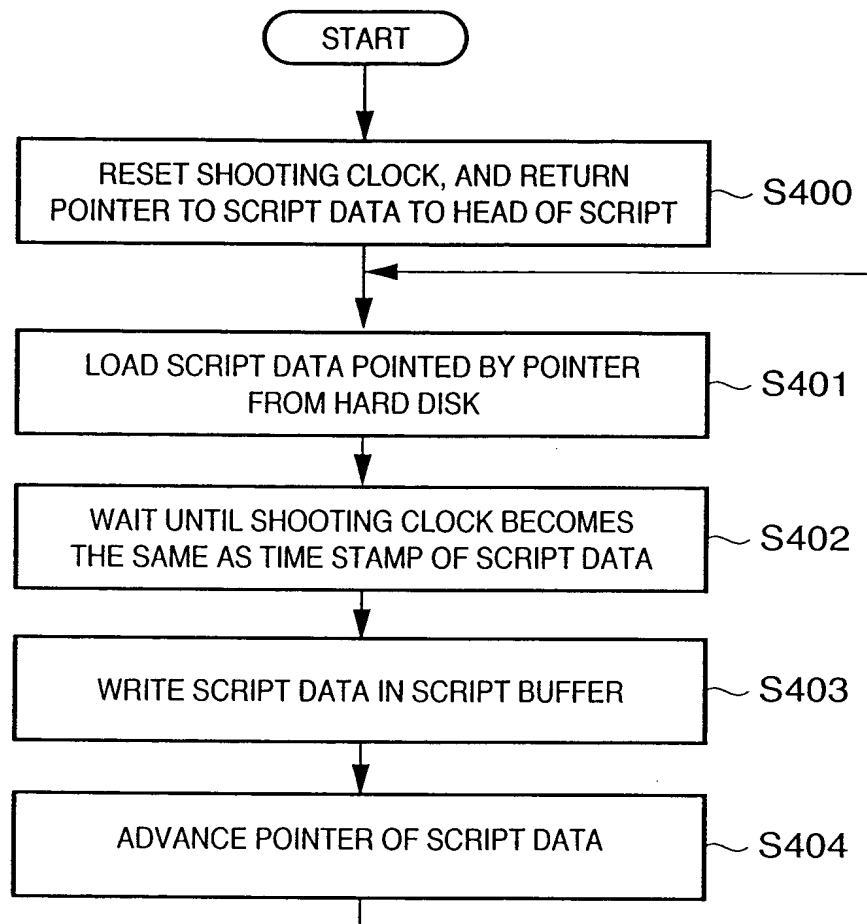 START
RESET SHOOTING CLOCK, AND RETURN
POINTER TO SCRIPT DATA TO HEAD OF SCRIPT
S400
LOAD SCRIPT DATA POINTED BY POINTER
FROM HARD DISK
S401
WAIT UNTIL SHOOTING CLOCK BECOMES
THE SAME AS TIME STAMP OF SCRIPT DATA
S402
WRITE SCRIPT DATA IN SCRIPT BUFFER
S403
ADVANCE POINTER OF SCRIPT DATA
S404